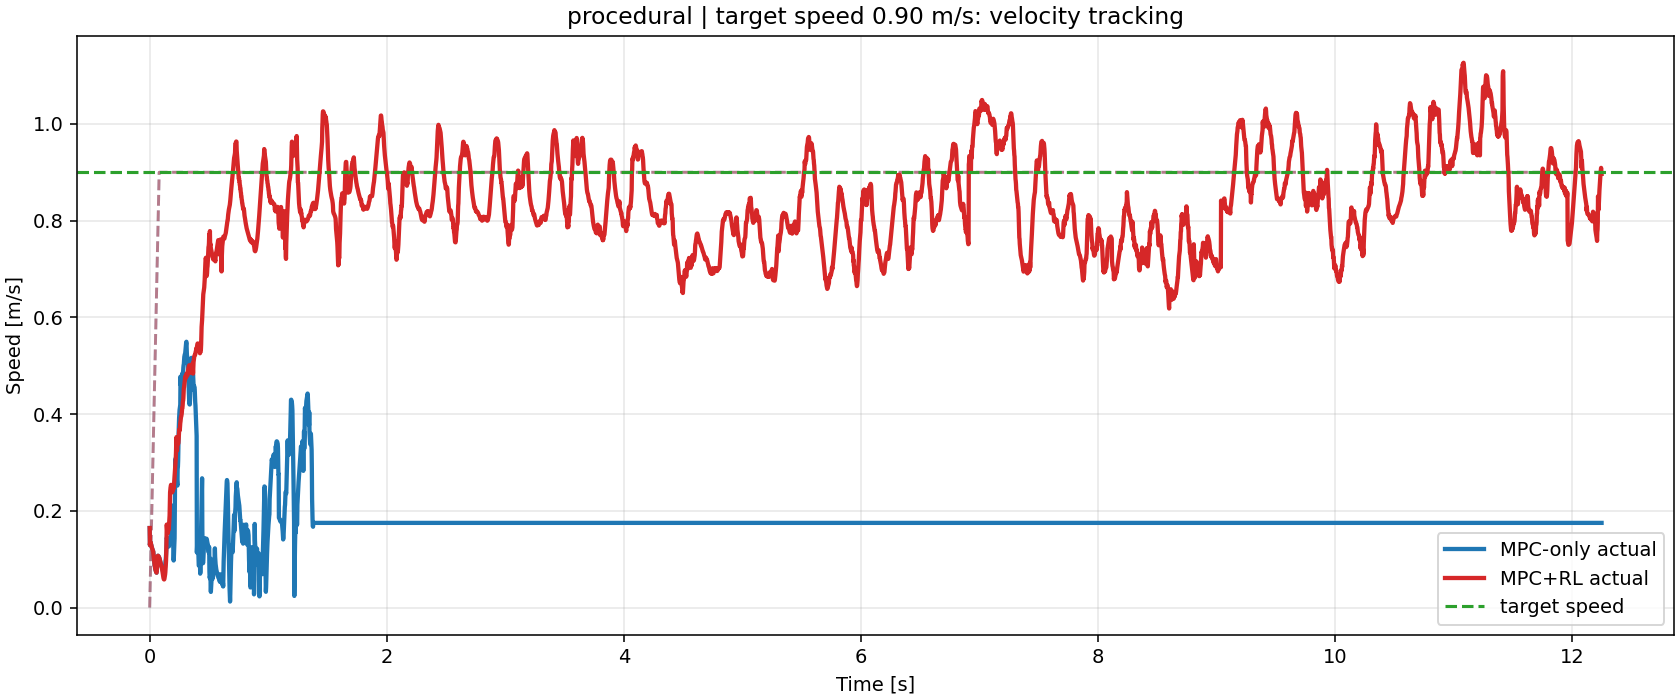 procedural | target speed 0.90 m/s: velocity tracking
Speed [m/s]
1.0
0.8
0.6
0.4
0.2
0.0
MPC-only actual
MPC+RL actual
target speed
0 2 4 6 8 10 12
Time [s]